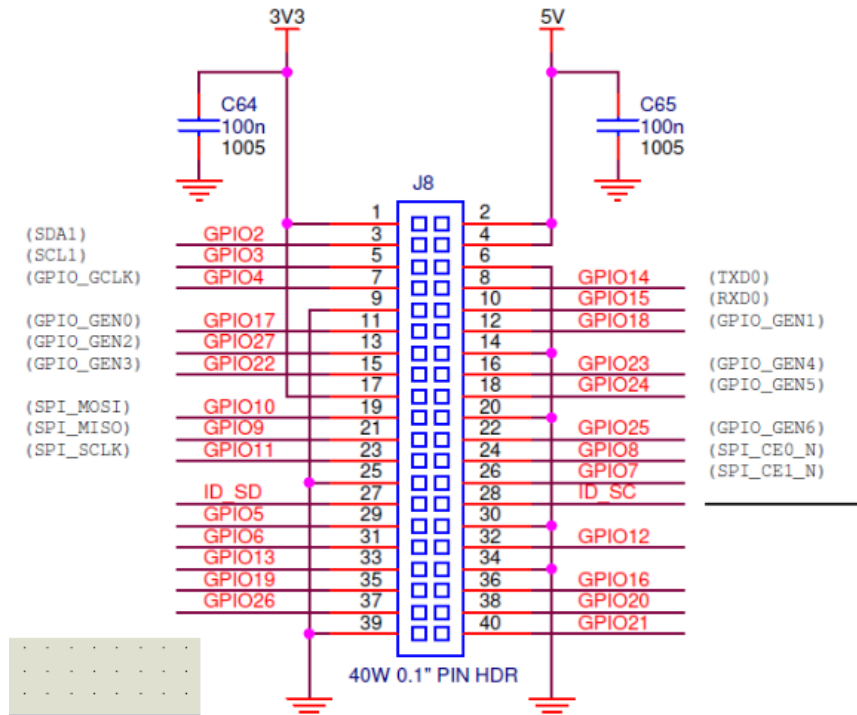 3V3 5V
C64 C65
100n 100n
1005 1005
J8
1 2
(SDA1) GPIO2 3 4
(SCL1) GPIO3 5 6
(GPIO_GCLK) GPIO4 7 8 GPIO14 (TXD0)
9 10 GPIO15 (RXD0)
(GPIO_GEN0) GPIO17 11 12 GPIO18 (GPIO_GEN1)
(GPIO_GEN2) GPIO27 13 14
(GPIO_GEN3) GPIO22 15 16 GPIO23 (GPIO_GEN4)
17 18 GPIO24 (GPIO_GEN5)
(SPI_MOSI) GPIO10 19 20
(SPI_MISO) GPIO9 21 22 GPIO25 (GPIO_GEN6)
(SPI_SCLK) GPIO11 23 24 GPIO8 (SPI_CE0_N)
25 26 GPIO7 (SPI_CE1_N)
ID_SD 27 28 ID_SC
GPIO5 29 30
GPIO6 31 32 GPIO12
GPIO13 33 34
GPIO19 35 36 GPIO16
GPIO26 37 38 GPIO20
39 40 GPIO21
40W 0.1" PIN HDR